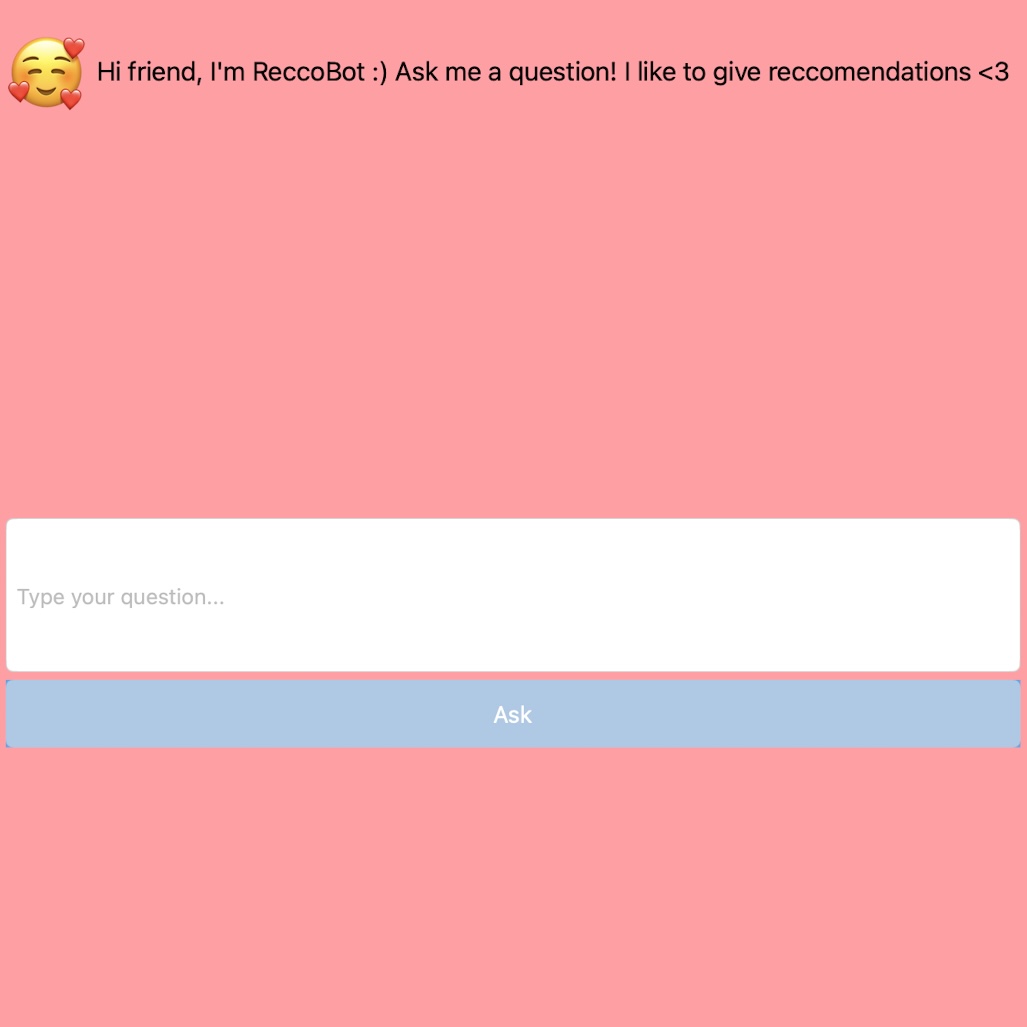 Hi friend, I'm ReccoBot :) Ask me a question! I like to give reccomendations <3
Type your question...
Ask